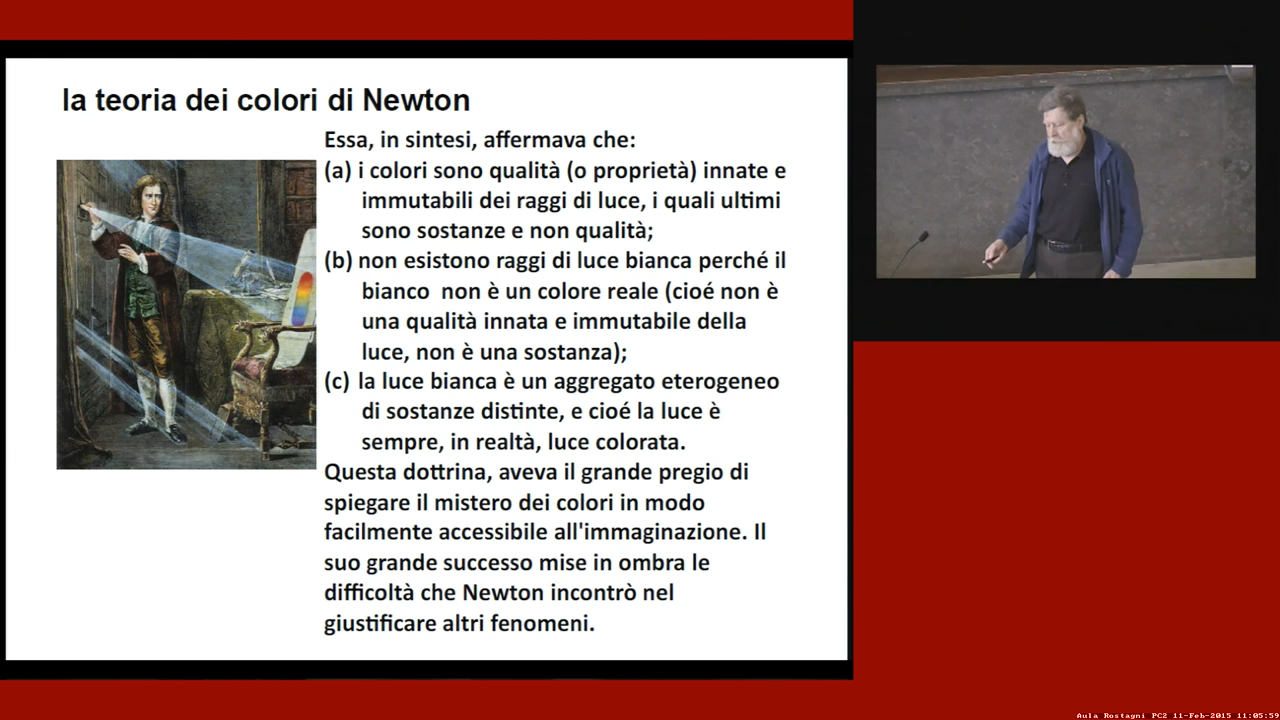 la teoria dei colori di Newton
Essa, in sintesi, affermava che:
(a) i colori sono qualità (o proprietà) innate e
immutabili dei raggi di luce, i quali ultimi
sono sostanze e non qualità;
(b) non esistono raggi di luce bianca perché il
bianco  non è un colore reale (cioé non è
una qualità innata e immutabile della
luce, non è una sostanza);
(c) la luce bianca è un aggregato eterogeneo
di sostanze distinte, e cioé la luce è
sempre, in realtà, luce colorata.
Questa dottrina, aveva il grande pregio di
spiegare il mistero dei colori in modo
facilmente accessibile all'immaginazione. Il
suo grande successo mise in ombra le
difficoltà che Newton incontrò nel
giustificare altri fenomeni.
Aula Rostagni PC2 11-Feb-2015 11:05:59